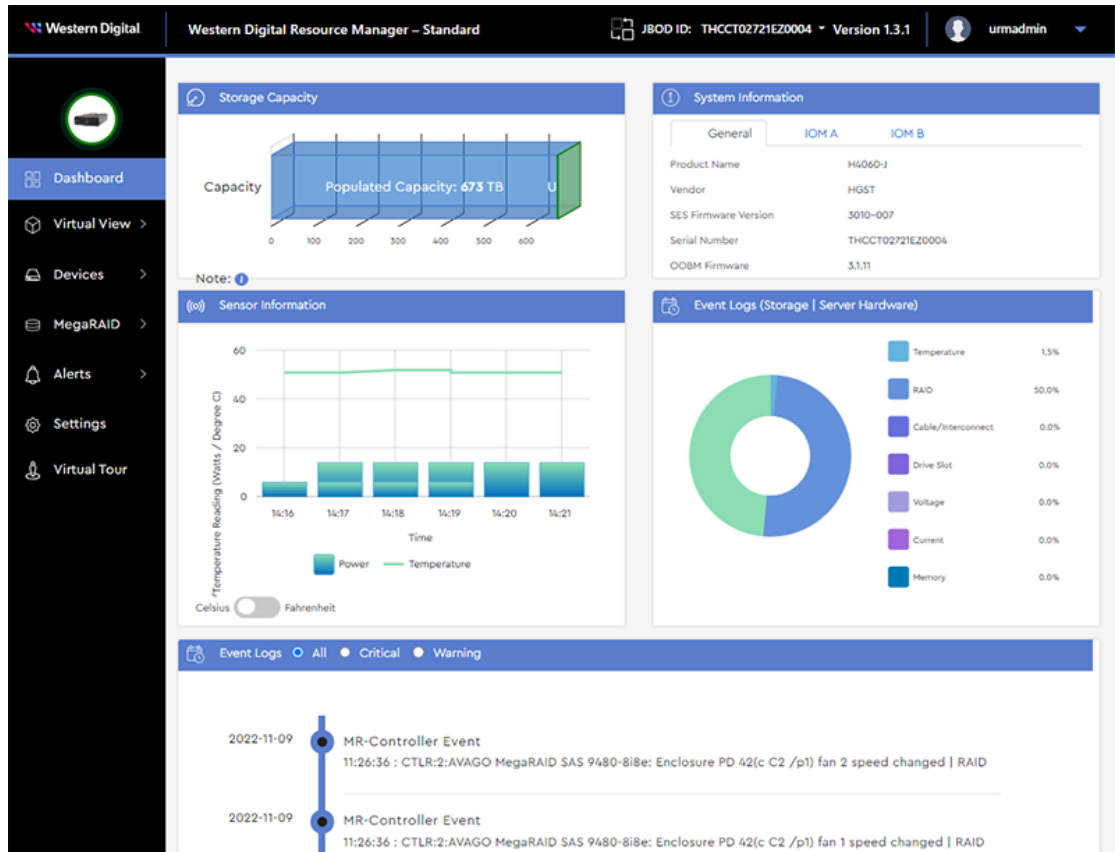 Western Digital.
Western Digital Resource Manager – Standard
JBOD ID: THCCT02721EZ0004
Version 1.3.1
urmadmin
Dashboard
Virtual View
Devices
MegaRAID
Alerts
Settings
Virtual Tour
Storage Capacity
Capacity
Populated Capacity: 673 TB
U
0 100 200 300 400 500 600
Note:
System Information
General IOM A IOM B
Product Name H4060-J
Vendor HGST
SES Firmware Version 3010-007
Serial Number THCCT02721EZ0004
OOBM Firmware 3.1.11
Sensor Information
60
40
20
0
Temperature Reading (Watts / Degree C)
14:16 14:17 14:18 14:19 14:20 14:21
Time
Power Temperature
Celsius Fahrenheit
Event Logs (Storage | Server Hardware)
Temperature 1.5%
RAID 50.0%
Cable/Interconnect 0.0%
Drive Slot 0.0%
Voltage 0.0%
Current 0.0%
Memory 0.0%
Event Logs All Critical Warning
2022-11-09 MR-Controller Event
11:26:36 : CTLR:2:AVAGO MegaRAID SAS 9480-8i8e: Enclosure PD 42(c C2 /p1) fan 2 speed changed | RAID
2022-11-09 MR-Controller Event
11:26:36 : CTLR:2:AVAGO MegaRAID SAS 9480-8i8e: Enclosure PD 42(c C2 /p1) fan 1 speed changed | RAID